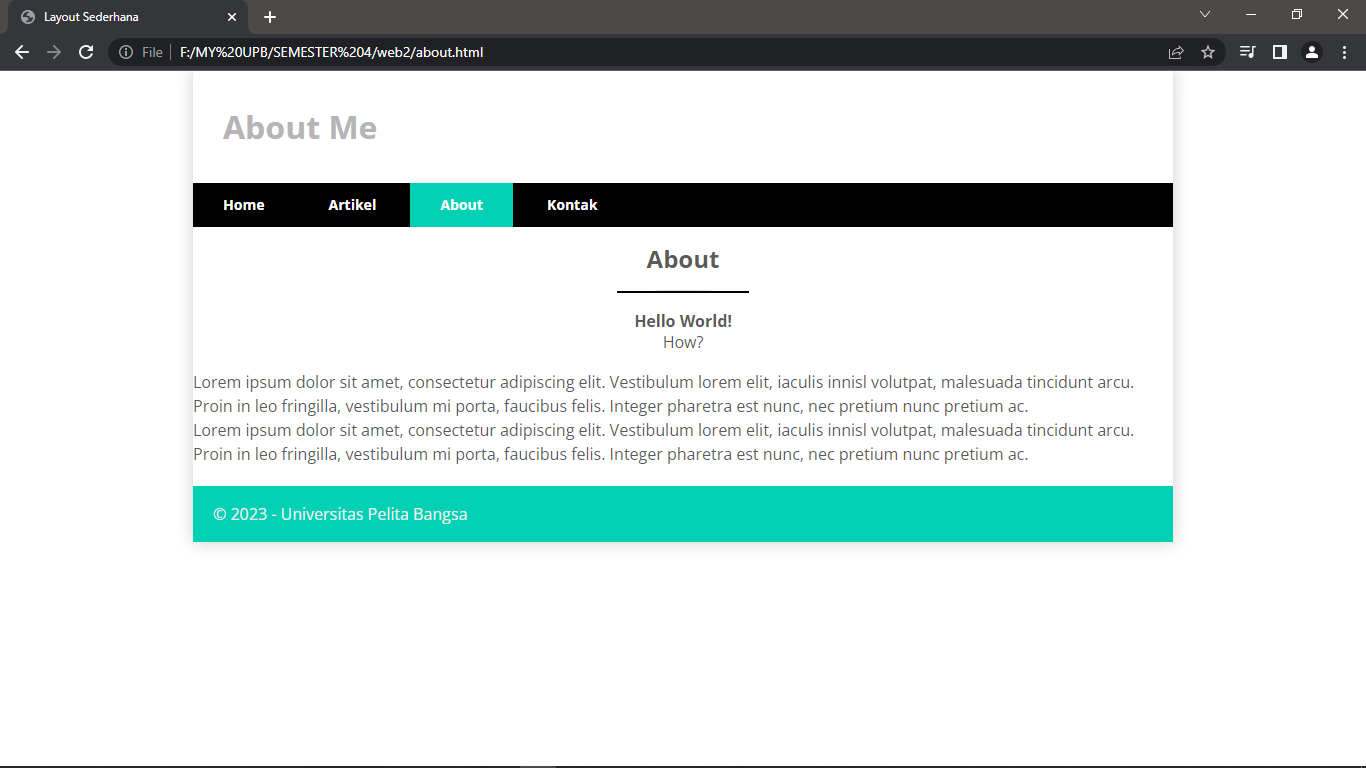 Layout Sederhana
File F:/MY%20UPB/SEMESTER%204/web2/about.html
About Me
Home Artikel About Kontak
About
Hello World!
How?
Lorem ipsum dolor sit amet, consectetur adipiscing elit. Vestibulum lorem elit, iaculis innisl volutpat, malesuada tincidunt arcu.
Proin in leo fringilla, vestibulum mi porta, faucibus felis. Integer pharetra est nunc, nec pretium nunc pretium ac.
Lorem ipsum dolor sit amet, consectetur adipiscing elit. Vestibulum lorem elit, iaculis innisl volutpat, malesuada tincidunt arcu.
Proin in leo fringilla, vestibulum mi porta, faucibus felis. Integer pharetra est nunc, nec pretium nunc pretium ac.
© 2023 - Universitas Pelita Bangsa